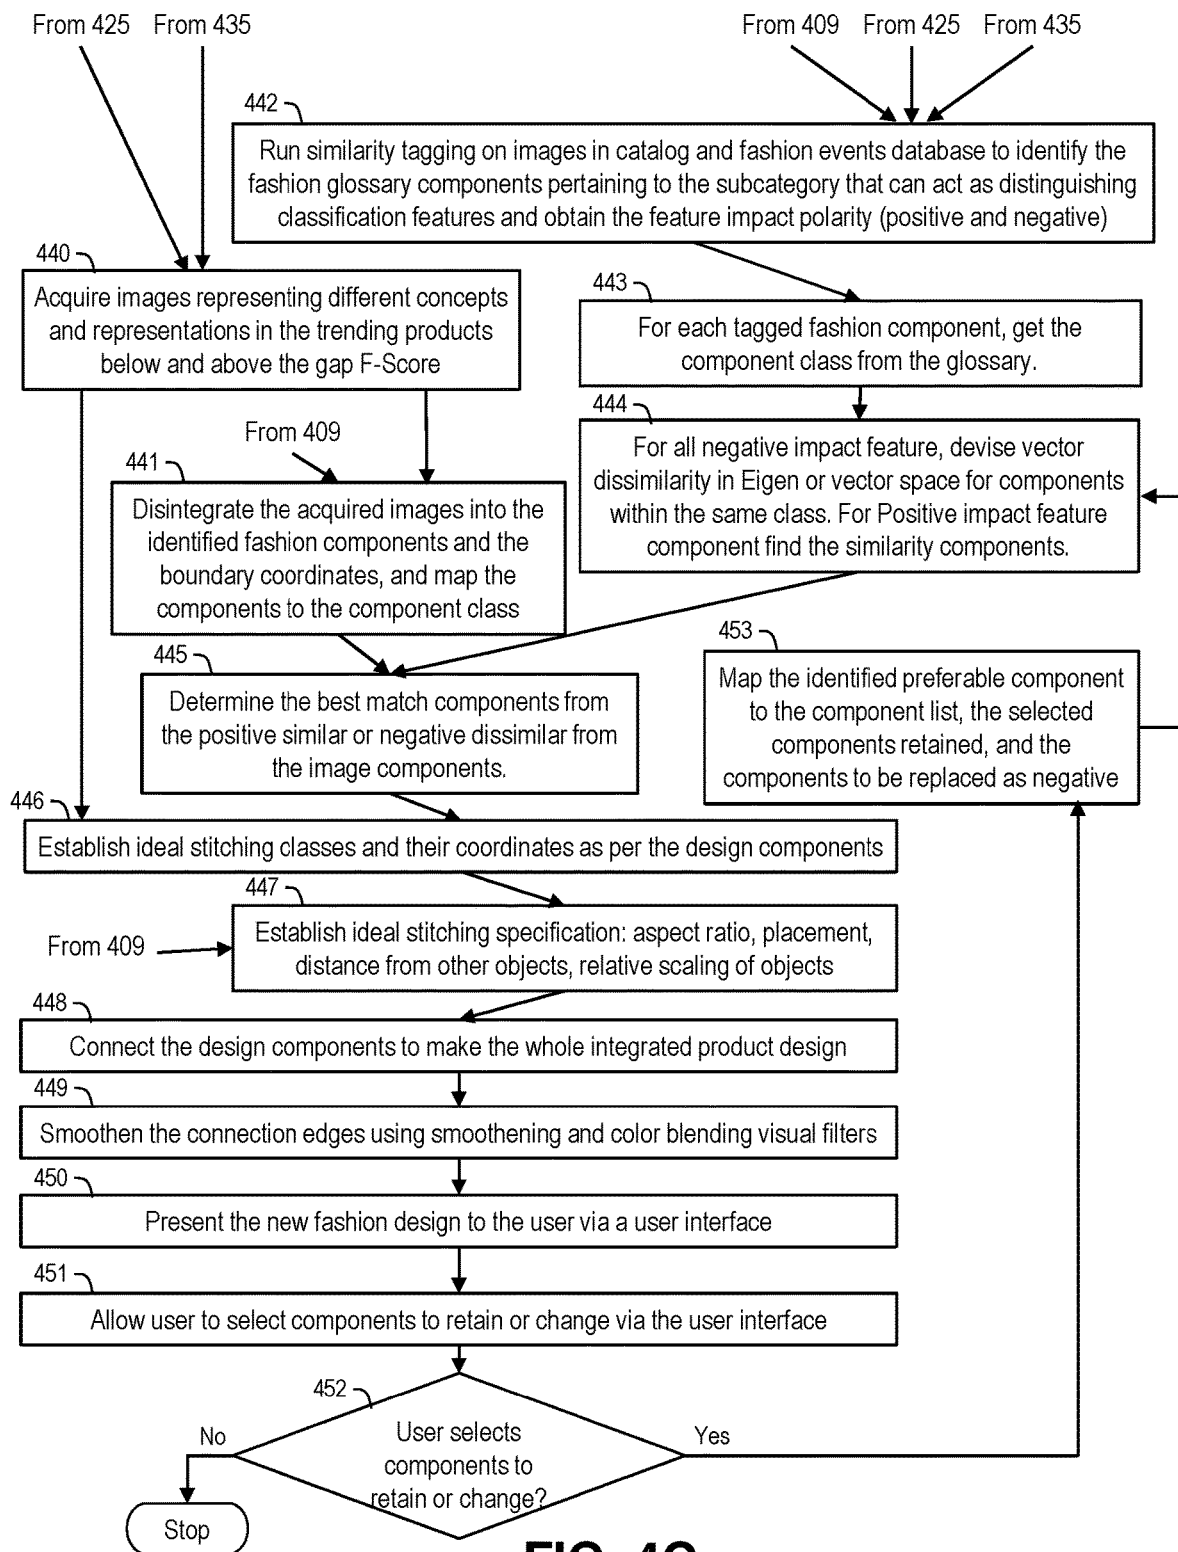 From 425 From 435
From 409 From 425 From 435
442
Run similarity tagging on images in catalog and fashion events database to identify the
fashion glossary components pertaining to the subcategory that can act as distinguishing
classification features and obtain the feature impact polarity (positive and negative)
440
Acquire images representing different concepts
and representations in the trending products
below and above the gap F-Score
443
For each tagged fashion component, get the
component class from the glossary.
444
For all negative impact feature, devise vector
dissimilarity in Eigen or vector space for components
within the same class. For Positive impact feature
component find the similarity components.
From 409
441
Disintegrate the acquired images into the
identified fashion components and the
boundary coordinates, and map the
components to the component class
445
Determine the best match components from
the positive similar or negative dissimilar from
the image components.
453
Map the identified preferable component
to the component list, the selected
components retained, and the
components to be replaced as negative
446
Establish ideal stitching classes and their coordinates as per the design components
447
From 409
Establish ideal stitching specification: aspect ratio, placement,
distance from other objects, relative scaling of objects
448
Connect the design components to make the whole integrated product design
449
Smoothen the connection edges using smoothening and color blending visual filters
450
Present the new fashion design to the user via a user interface
451
Allow user to select components to retain or change via the user interface
452
User selects
components to
retain or change?
No
Yes
Stop